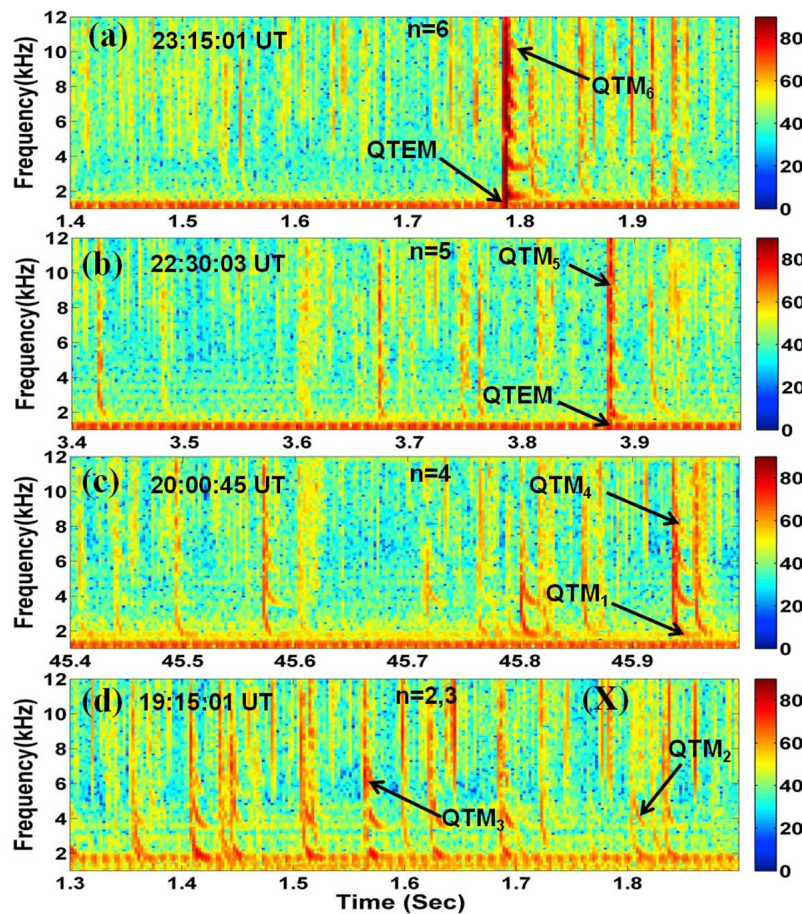 (a) 23:15:01 UT n=6
QTM₆
QTEM
Frequency(kHz)
12
10
8
6
4
2
1.4 1.5 1.6 1.7 1.8 1.9
80
60
40
20
0
(b) 22:30:03 UT n=5
QTM₅
QTEM
Frequency(kHz)
12
10
8
6
4
2
3.4 3.5 3.6 3.7 3.8 3.9
80
60
40
20
0
(c) 20:00:45 UT n=4
QTM₄
QTM₁
Frequency(kHz)
12
10
8
6
4
2
45.4 45.5 45.6 45.7 45.8 45.9
80
60
40
20
0
(d) 19:15:01 UT n=2,3 (X)
QTM₂
QTM₃
Frequency(kHz)
12
10
8
6
4
2
1.3 1.4 1.5 1.6 1.7 1.8
Time (Sec)
80
60
40
20
0